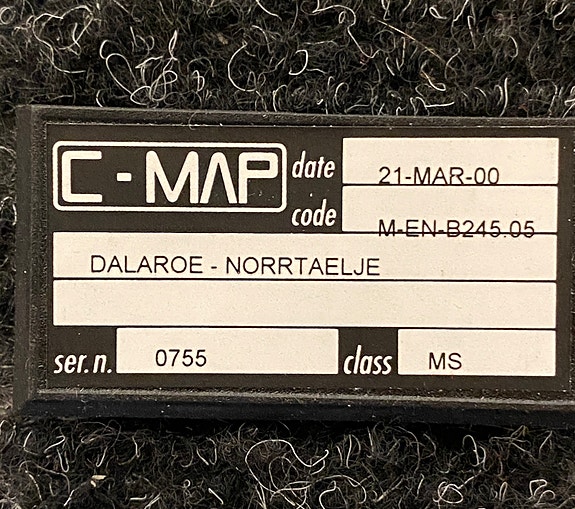 C-MAP date 21-MAR-00
code M-EN-B245.05
DALAROE - NORRTAELJE
ser.n. 0755 class MS